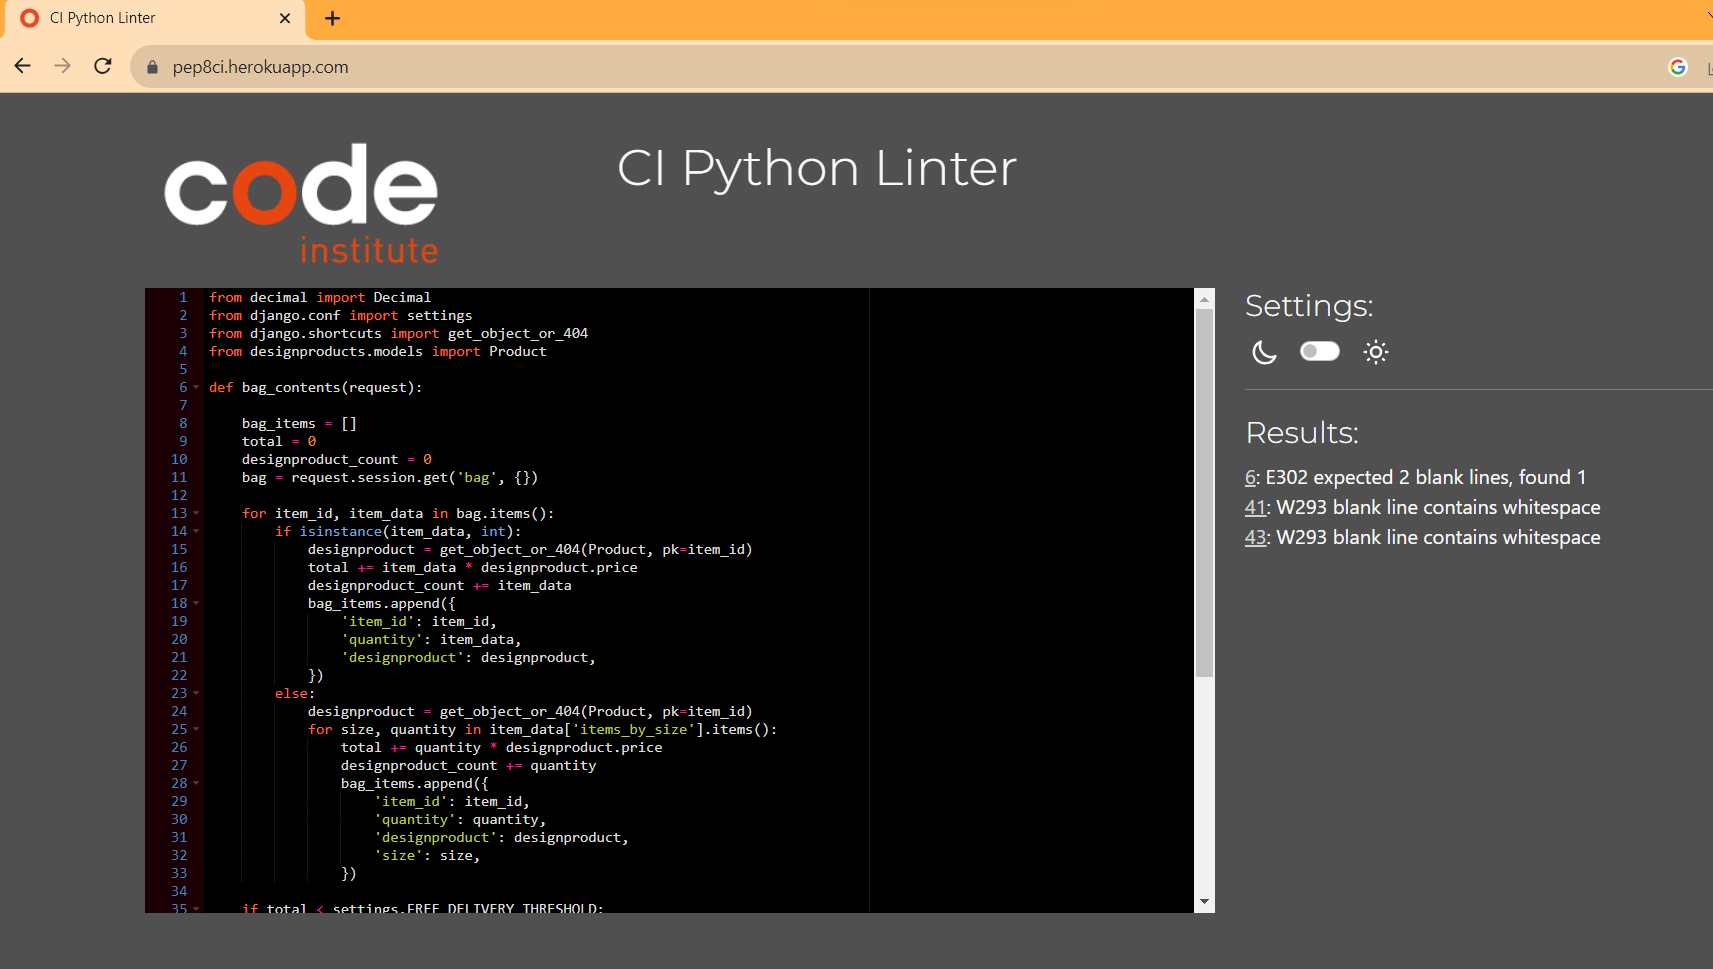 CI Python Linter
pep8ci.herokuapp.com
code
institute
CI Python Linter
1 from decimal import Decimal
2 from django.conf import settings
3 from django.shortcuts import get_object_or_404
4 from designproducts.models import Product
5
6 def bag_contents(request):
7
8     bag_items = []
9     total = 0
10     designproduct_count = 0
11     bag = request.session.get('bag', {})
12
13     for item_id, item_data in bag.items():
14         if isinstance(item_data, int):
15             designproduct = get_object_or_404(Product, pk=item_id)
16             total += item_data * designproduct.price
17             designproduct_count += item_data
18             bag_items.append({
19                 'item_id': item_id,
20                 'quantity': item_data,
21                 'designproduct': designproduct,
22             })
23         else:
24             designproduct = get_object_or_404(Product, pk=item_id)
25             for size, quantity in item_data['items_by_size'].items():
26                 total += quantity * designproduct.price
27                 designproduct_count += quantity
28                 bag_items.append({
29                     'item_id': item_id,
30                     'quantity': quantity,
31                     'designproduct': designproduct,
32                     'size': size,
33                 })
34
35     if total < settings.FREE_DELIVERY_THRESHOLD:
Settings:
Results:
6: E302 expected 2 blank lines, found 1
41: W293 blank line contains whitespace
43: W293 blank line contains whitespace